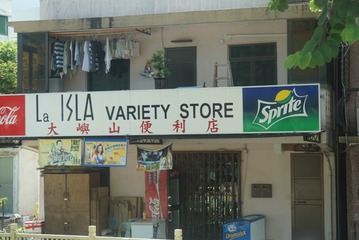 Coca-Cola
La ISLA VARIETY STORE
大嶼山便利店
Sprite